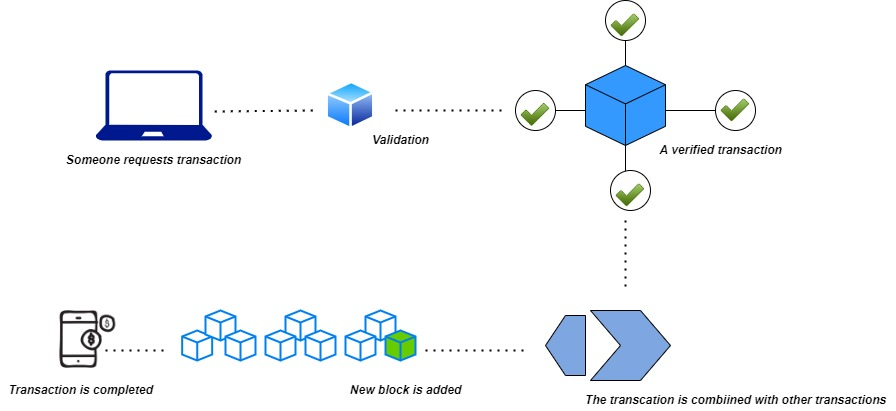 Someone requests transaction
Validation
A verified transaction
Transaction is completed
New block is added
The transcation is combiined with other transactions